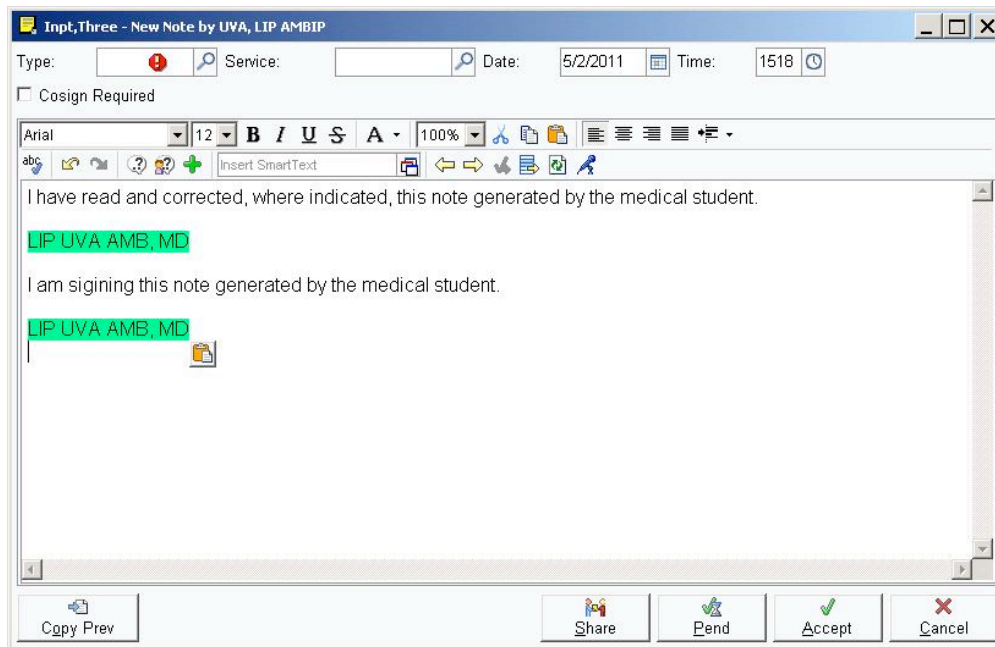 Inpt,Three - New Note by UVA, LIP AMBIP
Type: Service: Date: 5/2/2011 Time: 1518
Cosign Required
Arial 12 B I U S A 100%
abc Insert SmartText
I have read and corrected, where indicated, this note generated by the medical student.
LIP UVA AMB, MD
I am sigining this note generated by the medical student.
LIP UVA AMB, MD
Copy Prev Share Pend Accept Cancel